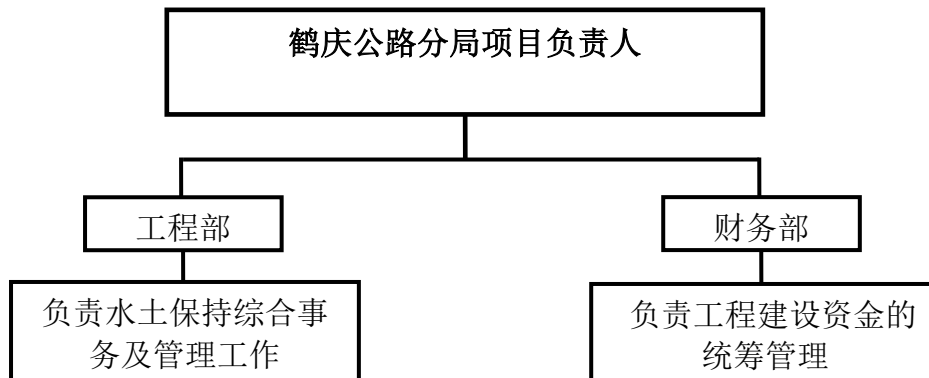 鹤庆公路分局项目负责人
工程部
财务部
负责水土保持综合事
务及管理工作
负责工程建设资金的
统筹管理